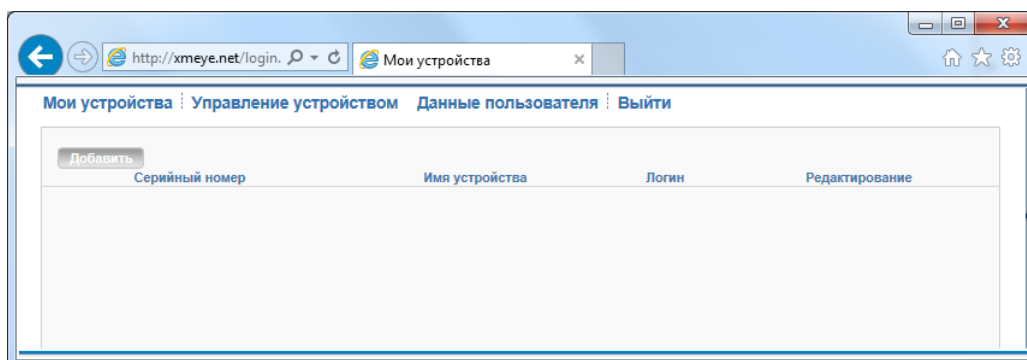 http://xmeye.net/login. Мои устройства
Мои устройства Управление устройством Данные пользователя Выйти
Добавить
Серийный номер Имя устройства Логин Редактирование